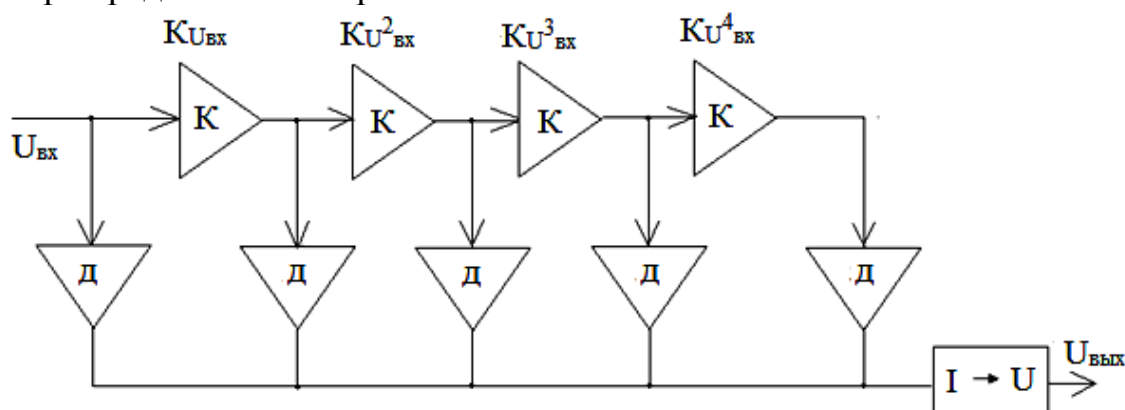 KUвх KU²вх KU³вх KU⁴вх
K K K K
Uвх
Д Д Д Д Д
I → U Uвых